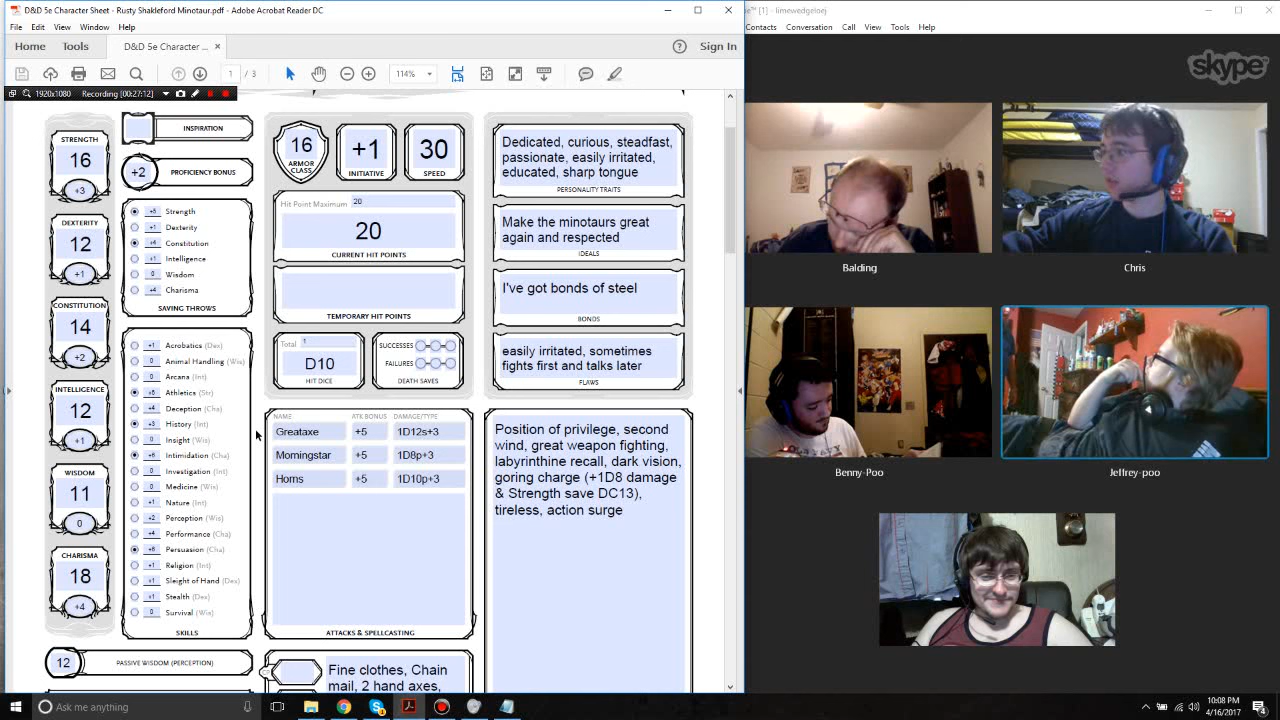 D&D 5e Character Sheet - Rusty Shakleford Minotaur.pdf - Adobe Acrobat Reader DC
File Edit View Window Help
Home Tools D&D 5e Character ... × Sign In
1 / 3 114%
1920x1080 Recording [00:27:12]
[1] - limewedgeloej
Contacts Conversation Call View Tools Help
skype™
STRENGTH
16
+3
DEXTERITY
12
+1
CONSTITUTION
14
+2
INTELLIGENCE
12
+1
WISDOM
11
0
CHARISMA
18
+4
INSPIRATION
+2 PROFICIENCY BONUS
+5 Strength
+1 Dexterity
+4 Constitution
+1 Intelligence
0 Wisdom
+4 Charisma
SAVING THROWS
+1 Acrobatics (Dex)
0 Animal Handling (Wis)
0 Arcana (Int)
+5 Athletics (Str)
+4 Deception (Cha)
+3 History (Int)
0 Insight (Wis)
+6 Intimidation (Cha)
0 Investigation (Int)
0 Medicine (Wis)
+1 Nature (Int)
+2 Perception (Wis)
+4 Performance (Cha)
+6 Persuasion (Cha)
+1 Religion (Int)
+1 Sleight of Hand (Dex)
+1 Stealth (Dex)
0 Survival (Wis)
SKILLS
12 PASSIVE WISDOM (PERCEPTION)
16
ARMOR
CLASS
+1
INITIATIVE
30
SPEED
Hit Point Maximum 20
20
CURRENT HIT POINTS
TEMPORARY HIT POINTS
Total 1
D10
HIT DICE
SUCCESSES
FAILURES
DEATH SAVES
NAME ATK BONUS DAMAGE/TYPE
Greataxe +5 1D12s+3
Morningstar +5 1D8p+3
Horns +5 1D10p+3
ATTACKS & SPELLCASTING
Fine clothes, Chain
mail, 2 hand axes,
Dedicated, curious, steadfast,
passionate, easily irritated,
educated, sharp tongue
PERSONALITY TRAITS
Make the minotaurs great
again and respected
IDEALS
I've got bonds of steel
BONDS
easily irritated, sometimes
fights first and talks later
FLAWS
Position of privilege, second
wind, great weapon fighting,
labyrinthine recall, dark vision,
goring charge (+1D8 damage
& Strength save DC13),
tireless, action surge
Balding
Chris
Benny-Poo
Jeffrey-poo
Ask me anything
10:08 PM
4/16/2017